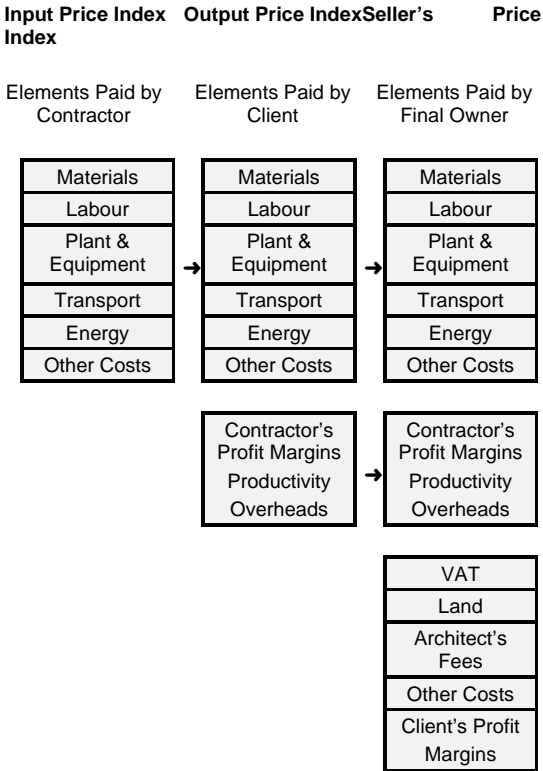 Input Price Index Output Price IndexSeller's Price
Index
Elements Paid by
Contractor
Elements Paid by
Client
Elements Paid by
Final Owner
Materials
Labour
Plant &
Equipment
Transport
Energy
Other Costs
➜
Materials
Labour
Plant &
Equipment
Transport
Energy
Other Costs
➜
Materials
Labour
Plant &
Equipment
Transport
Energy
Other Costs
Contractor's
Profit Margins
Productivity
Overheads
➜
Contractor's
Profit Margins
Productivity
Overheads
VAT
Land
Architect's
Fees
Other Costs
Client's Profit
Margins